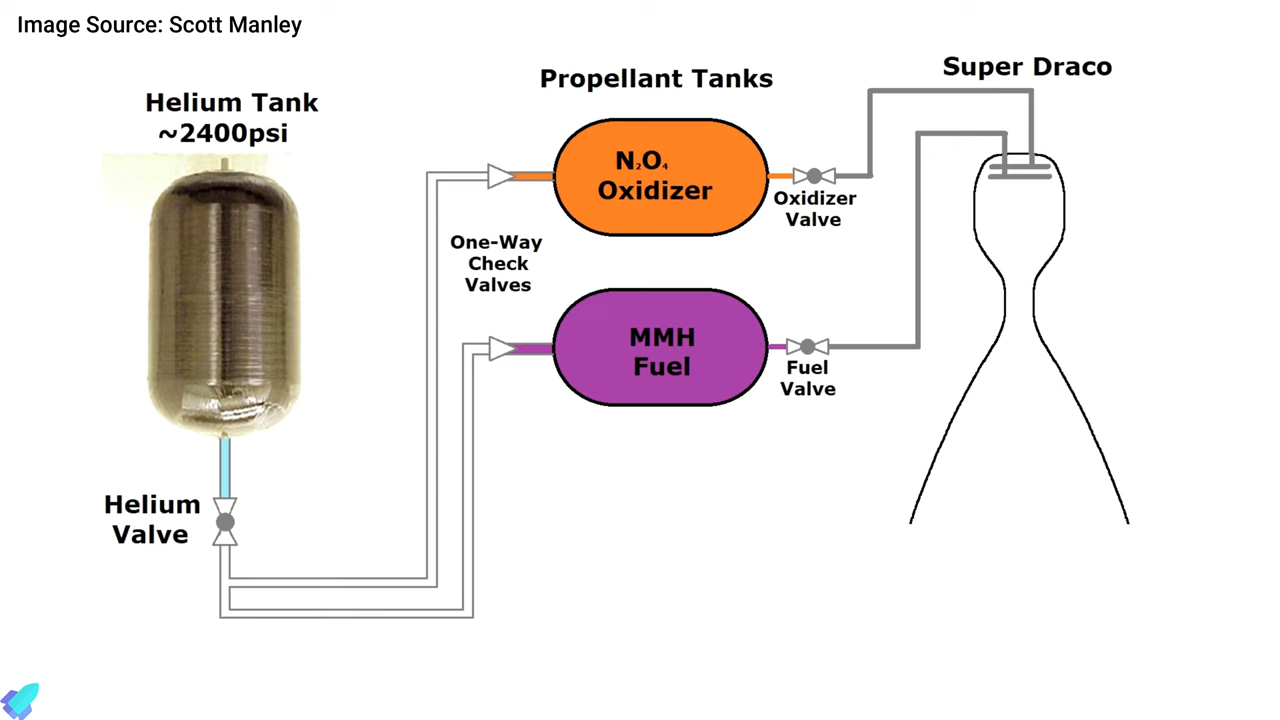 Image Source: Scott Manley
Helium Tank
~2400psi
Propellant Tanks
Super Draco
N₂O₄
Oxidizer
Oxidizer
Valve
One-Way
Check
Valves
MMH
Fuel
Fuel
Valve
Helium
Valve